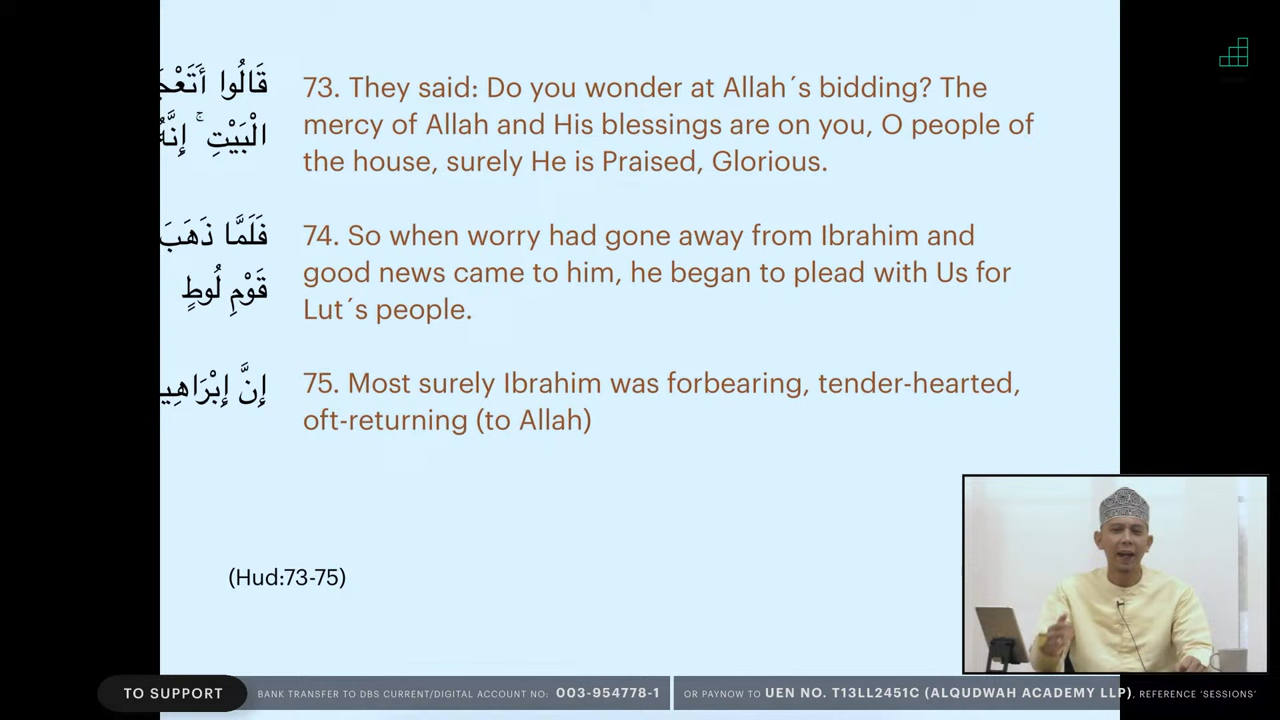 قَالُوا أَتَعْجَ
الْبَيْتِ ۚ إِنَّهُ
73. They said: Do you wonder at Allah´s bidding? The
mercy of Allah and His blessings are on you, O people of
the house, surely He is Praised, Glorious.
فَلَمَّا ذَهَبَ
قَوْمِ لُوطٍ
74. So when worry had gone away from Ibrahim and
good news came to him, he began to plead with Us for
Lut´s people.
إِنَّ إِبْرَاهِي
75. Most surely Ibrahim was forbearing, tender-hearted,
oft-returning (to Allah)
(Hud:73-75)
TO SUPPORT BANK TRANSFER TO DBS CURRENT/DIGITAL ACCOUNT NO: 003-954778-1 OR PAYNOW TO UEN NO. T13LL2451C (ALQUDWAH ACADEMY LLP), REFERENCE ‘SESSIONS’